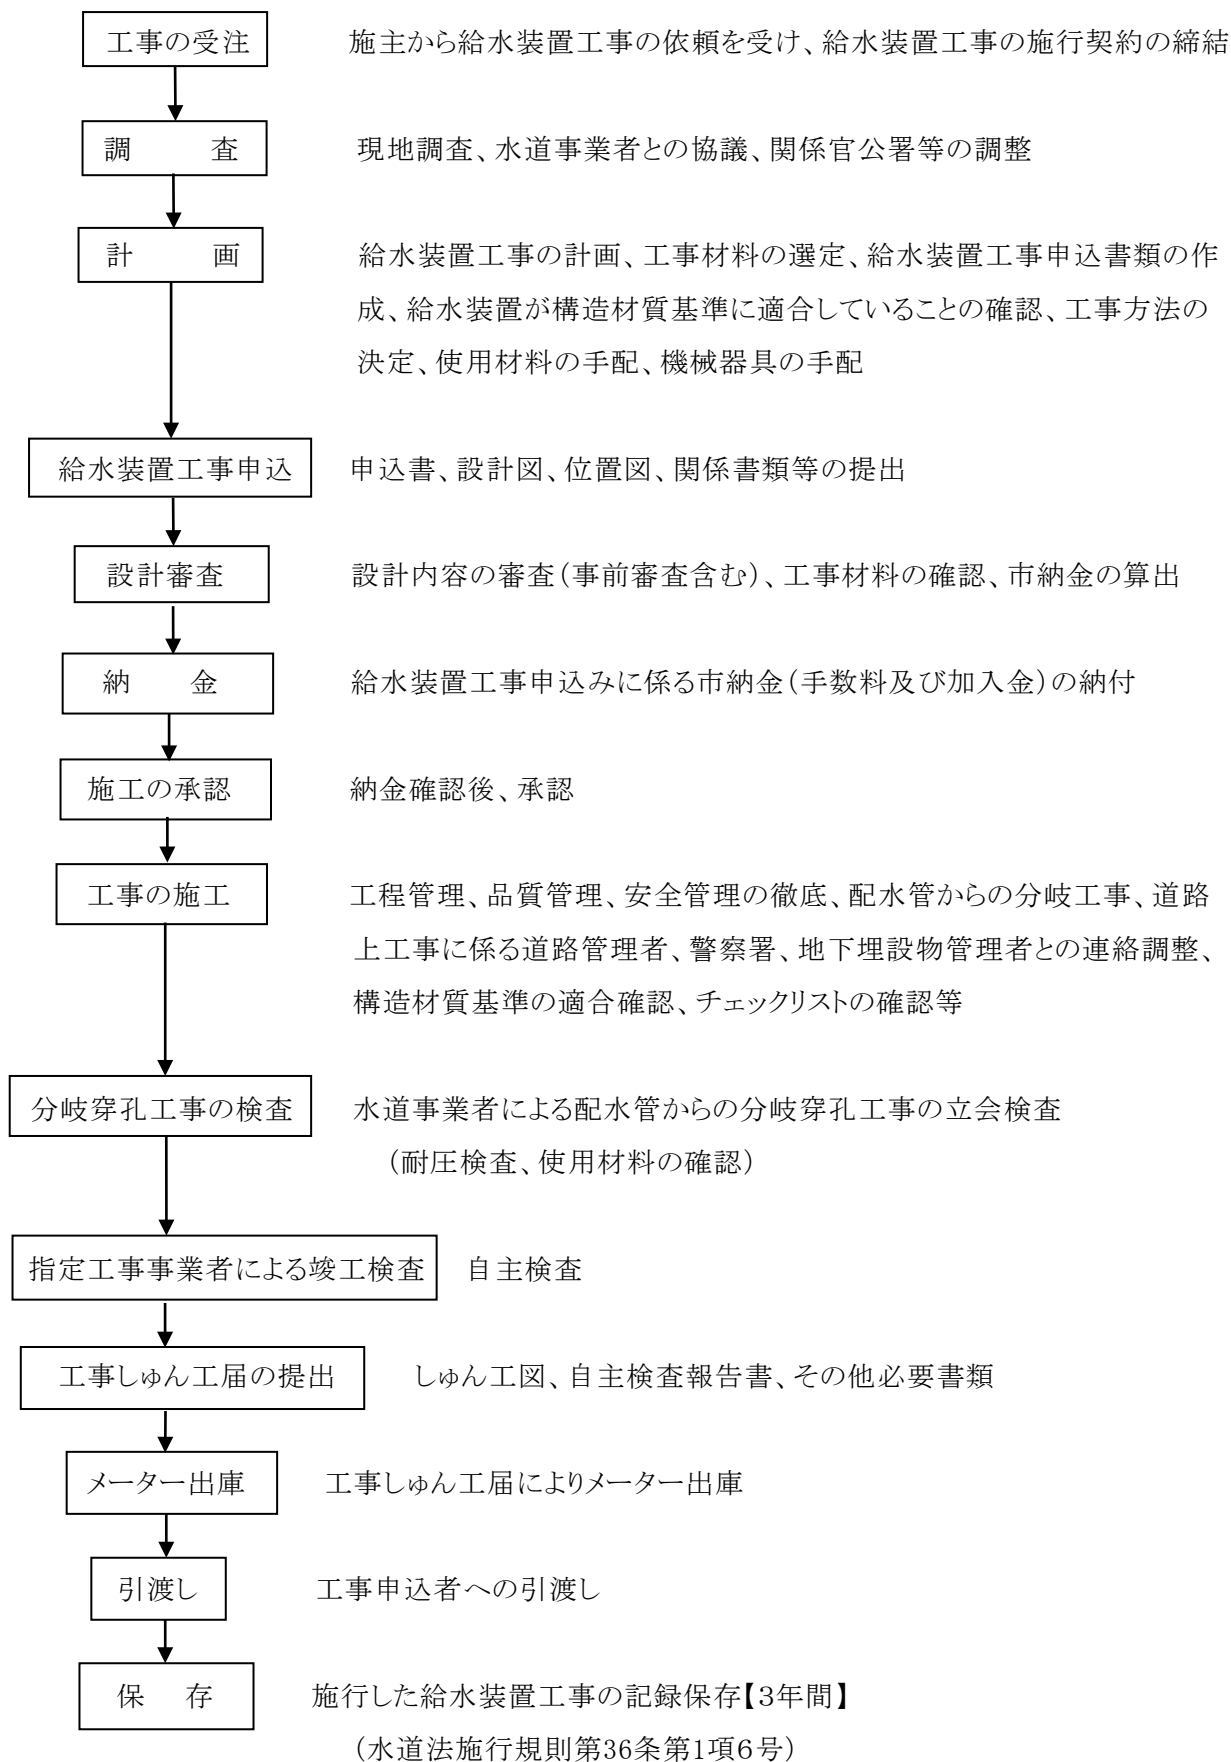 工事の受注 施主から給水装置工事の依頼を受け、給水装置工事の施行契約の締結
調 査 現地調査、水道事業者との協議、関係官公署等の調整
計 画 給水装置工事の計画、工事材料の選定、給水装置工事申込書類の作
成、給水装置が構造材質基準に適合していることの確認、工事方法の
決定、使用材料の手配、機械器具の手配
給水装置工事申込 申込書、設計図、位置図、関係書類等の提出
設計審査 設計内容の審査(事前審査含む)、工事材料の確認、市納金の算出
納 金 給水装置工事申込みに係る市納金(手数料及び加入金)の納付
施工の承認 納金確認後、承認
工事の施工 工程管理、品質管理、安全管理の徹底、配水管からの分岐工事、道路
上工事に係る道路管理者、警察署、地下埋設物管理者との連絡調整、
構造材質基準の適合確認、チェックリストの確認等
分岐穿孔工事の検査 水道事業者による配水管からの分岐穿孔工事の立会検査
(耐圧検査、使用材料の確認)
指定工事事業者による竣工検査 自主検査
工事しゅん工届の提出 しゅん工図、自主検査報告書、その他必要書類
メーター出庫 工事しゅん工届によりメーター出庫
引渡し 工事申込者への引渡し
保 存 施行した給水装置工事の記録保存【3年間】
(水道法施行規則第36条第1項6号)